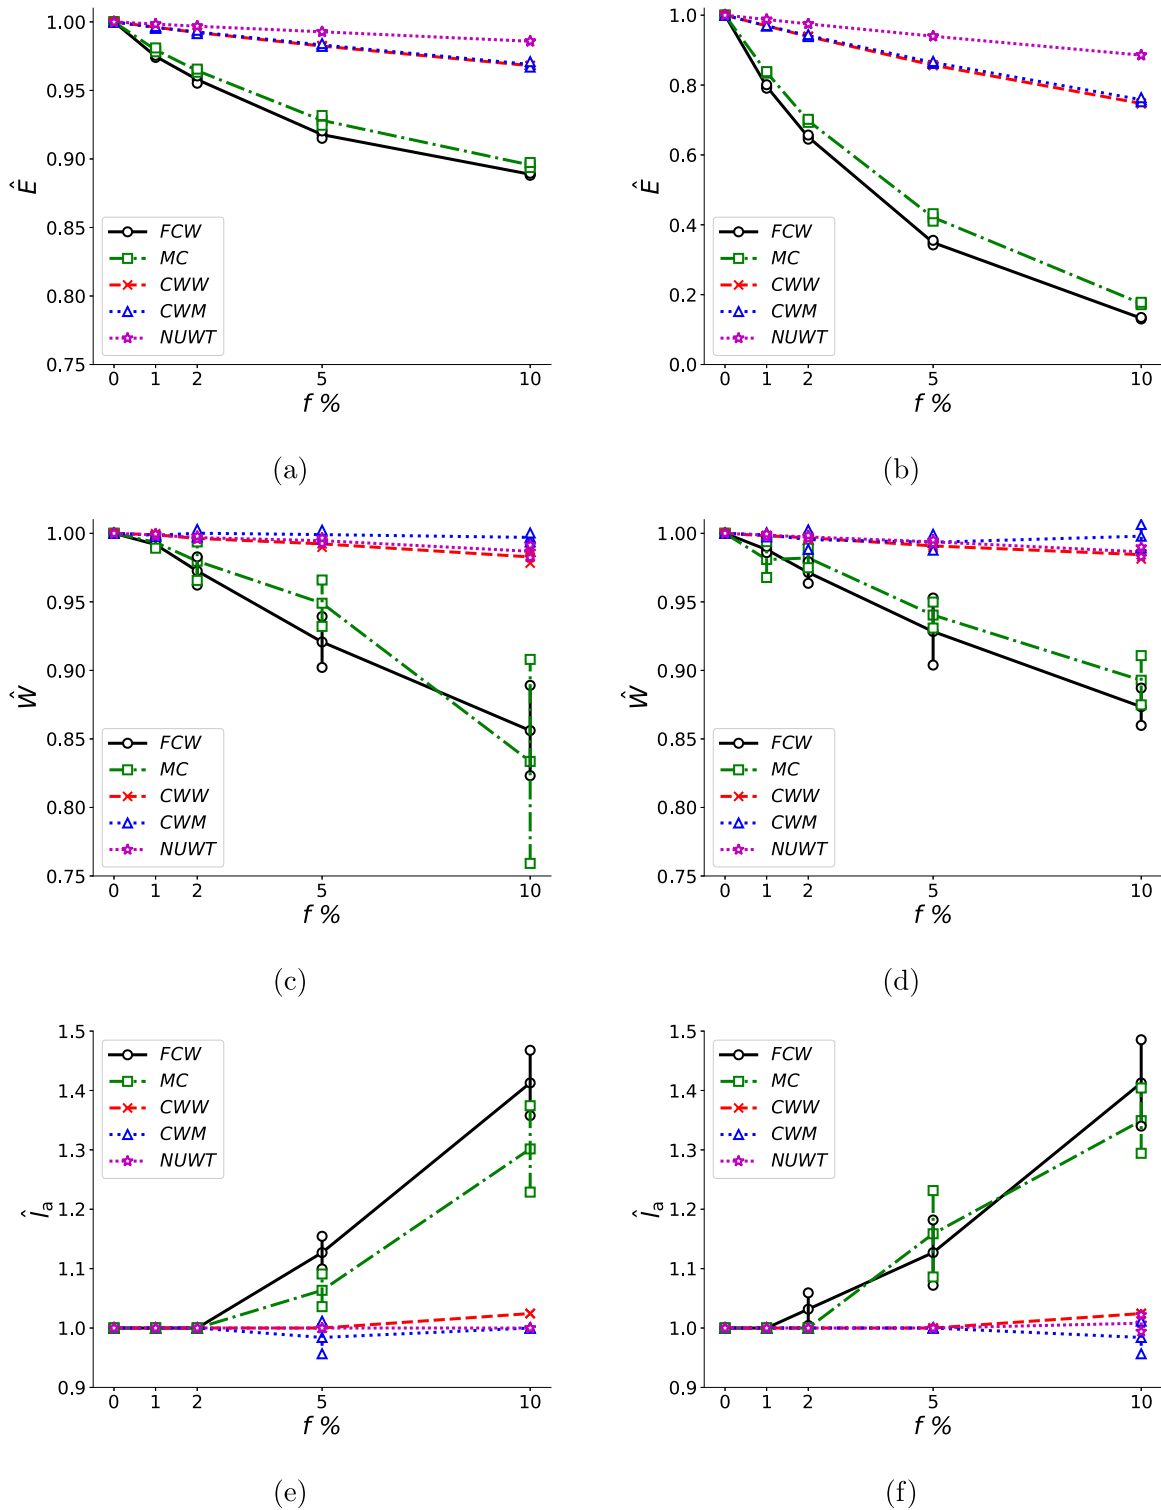 1.00
0.95
0.90
0.85
0.80
0.75
Ê
0 1 2 5 10
f %
FCW
MC
CWW
CWM
NUWT
(a)
1.0
0.8
0.6
0.4
0.2
0.0
Ê
0 1 2 5 10
f %
FCW
MC
CWW
CWM
NUWT
(b)
1.00
0.95
0.90
0.85
0.80
0.75
Ŵ
0 1 2 5 10
f %
FCW
MC
CWW
CWM
NUWT
(c)
1.00
0.95
0.90
0.85
0.80
0.75
Ŵ
0 1 2 5 10
f %
FCW
MC
CWW
CWM
NUWT
(d)
1.5
1.4
1.3
1.2
1.1
1.0
0.9
Îa
0 1 2 5 10
f %
FCW
MC
CWW
CWM
NUWT
(e)
1.5
1.4
1.3
1.2
1.1
1.0
0.9
Îa
0 1 2 5 10
f %
FCW
MC
CWW
CWM
NUWT
(f)